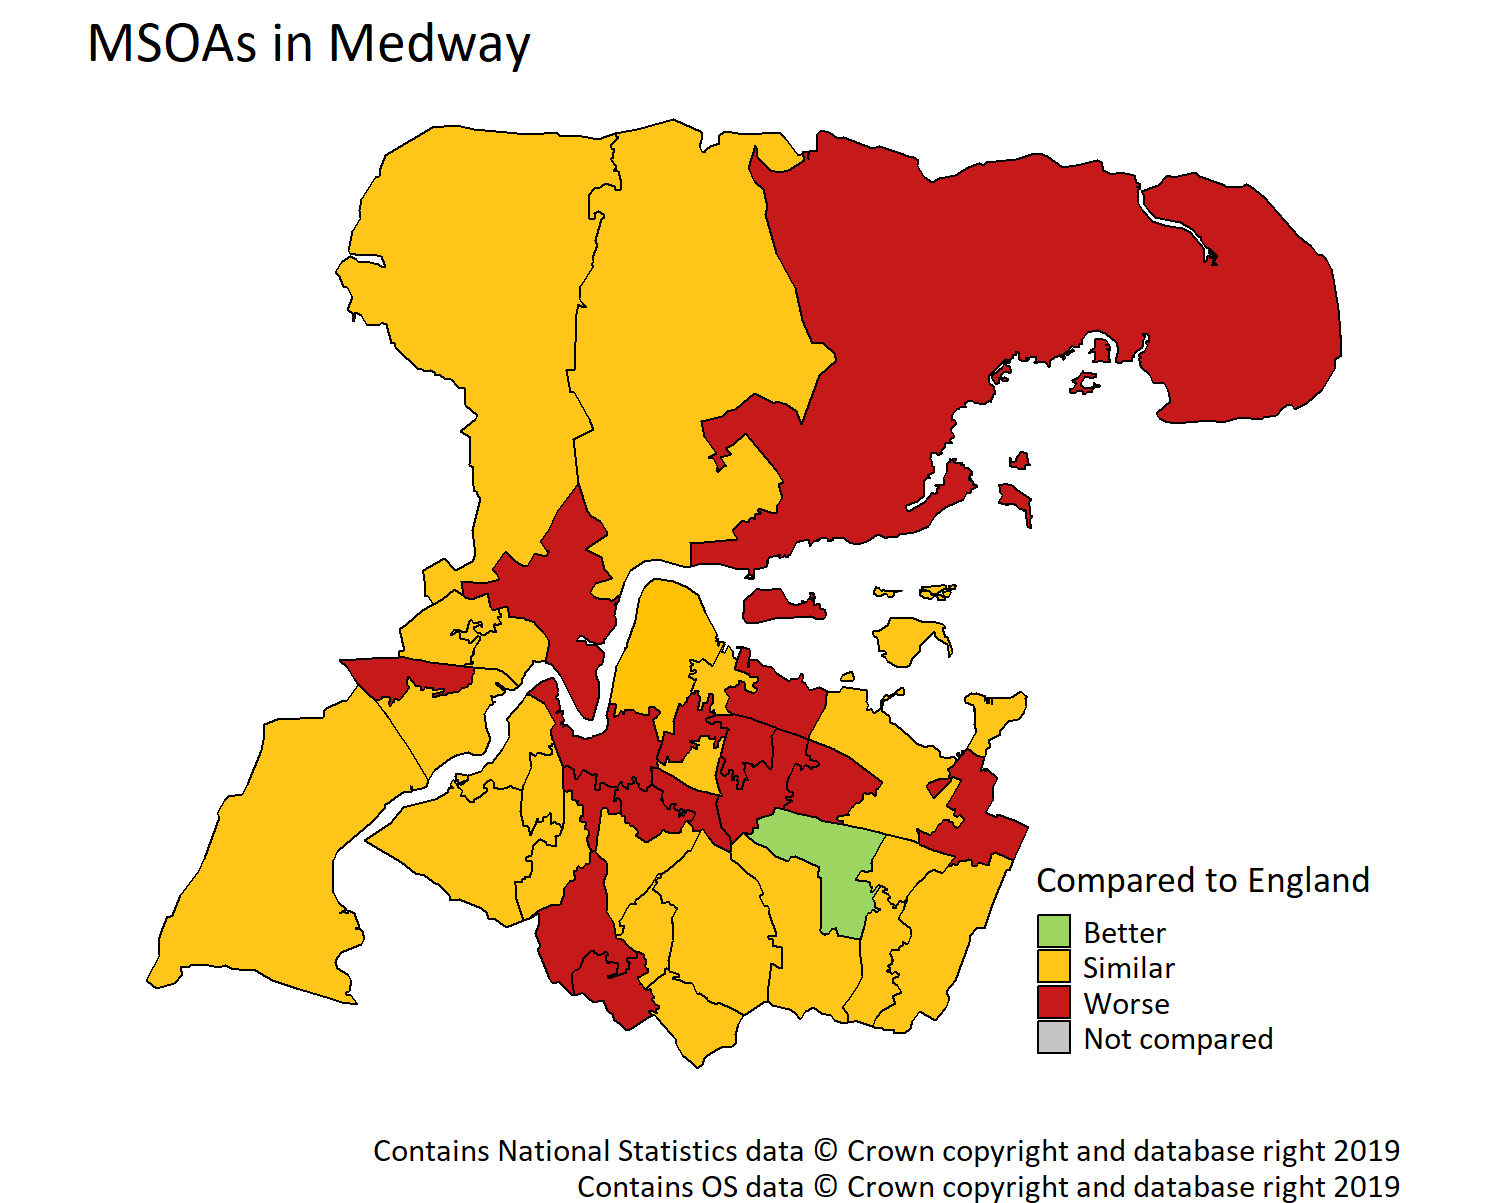 MSOAs in Medway
Compared to England
Better
Similar
Worse
Not compared
Contains National Statistics data © Crown copyright and database right 2019
Contains OS data © Crown copyright and database right 2019